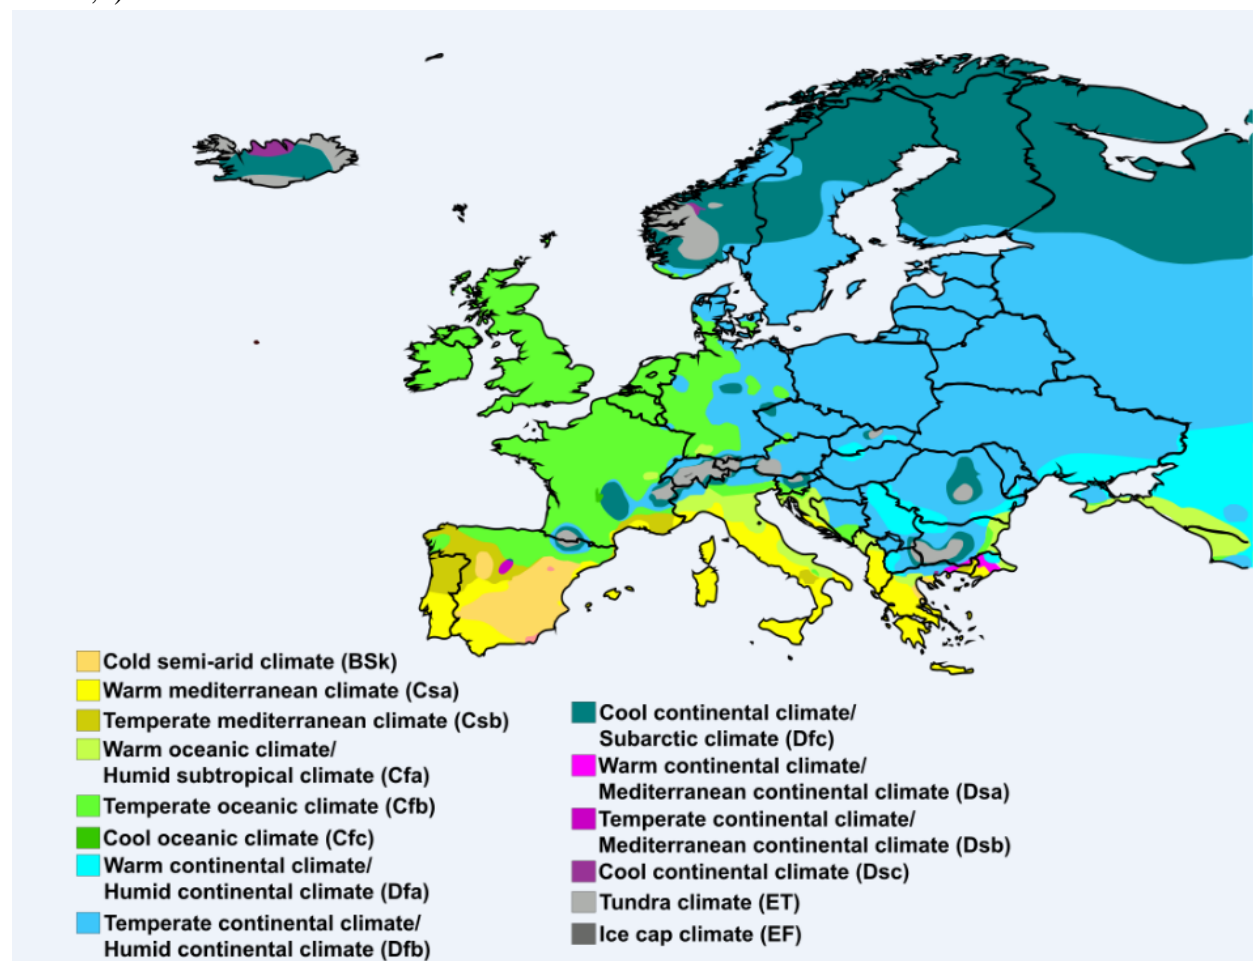 Cold semi-arid climate (BSk)
Warm mediterranean climate (Csa)
Temperate mediterranean climate (Csb)
Warm oceanic climate/
Humid subtropical climate (Cfa)
Temperate oceanic climate (Cfb)
Cool oceanic climate (Cfc)
Warm continental climate/
Humid continental climate (Dfa)
Temperate continental climate/
Humid continental climate (Dfb)
Cool continental climate/
Subarctic climate (Dfc)
Warm continental climate/
Mediterranean continental climate (Dsa)
Temperate continental climate/
Mediterranean continental climate (Dsb)
Cool continental climate (Dsc)
Tundra climate (ET)
Ice cap climate (EF)